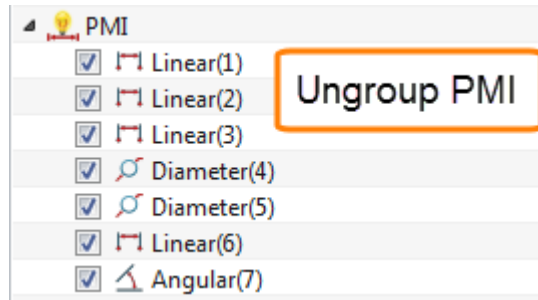 PMI
Linear(1)
Linear(2)
Linear(3)
Diameter(4)
Diameter(5)
Linear(6)
Angular(7)
Ungroup PMI